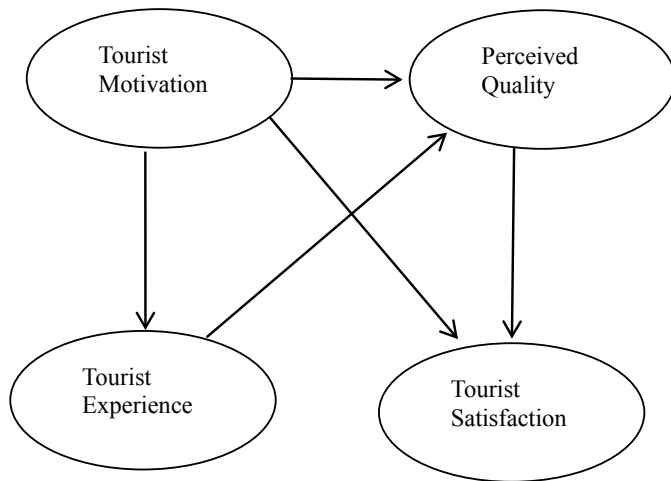 Tourist
Motivation
Perceived
Quality
Tourist
Experience
Tourist
Satisfaction